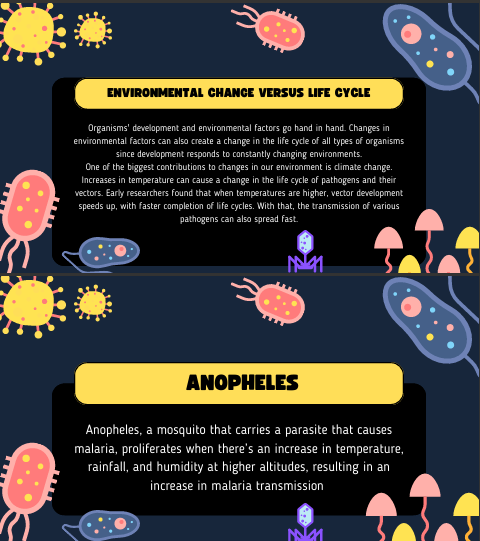 ENVIRONMENTAL CHANGE VERSUS LIFE CYCLE
Organisms' development and environmental factors go hand in hand. Changes in
environmental factors can also create a change in the life cycle of all types of organisms
since development responds to constantly changing environments.
One of the biggest contributions to changes in our environment is climate change.
Increases in temperature can cause a change in the life cycle of pathogens and their
vectors. Early researchers found that when temperatures are higher, vector development
speeds up, with faster completion of life cycles. With that, the transmission of various
pathogens can also spread fast.
ANOPHELES
Anopheles, a mosquito that carries a parasite that causes
malaria, proliferates when there's an increase in temperature,
rainfall, and humidity at higher altitudes, resulting in an
increase in malaria transmission